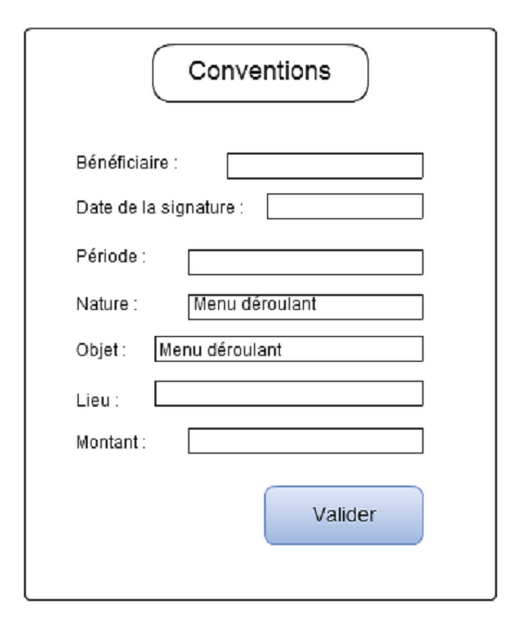 Conventions
Bénéficiaire :
Date de la signature :
Période :
Nature : Menu déroulant
Objet : Menu déroulant
Lieu :
Montant :
Valider